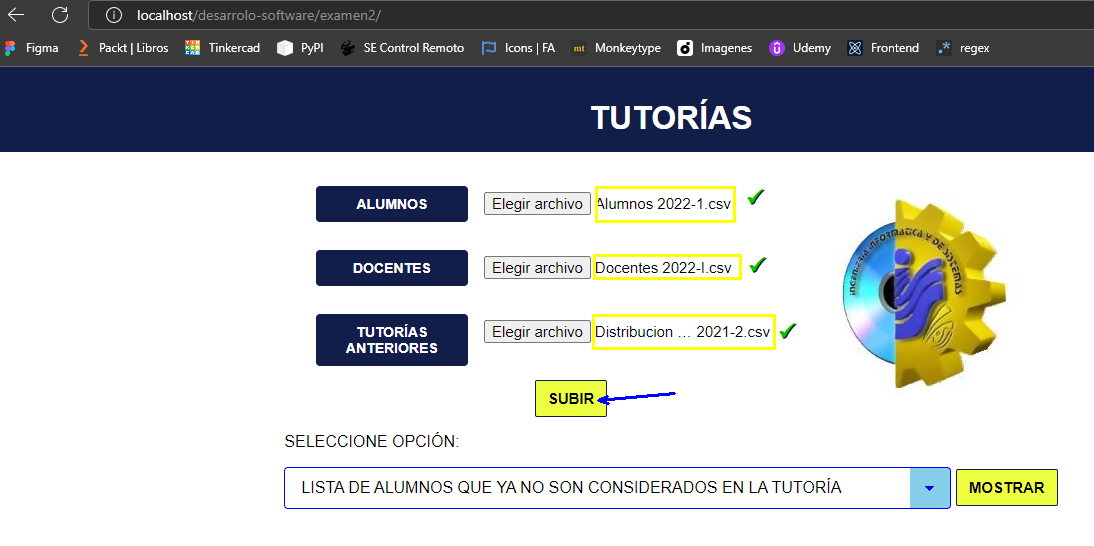 localhost/desarrolo-software/examen2/
Figma Packt | Libros Tinkercad PyPI SE Control Remoto Icons | FA mt Monkeytype Imagenes Udemy Frontend .* regex
TUTORÍAS
ALUMNOS Elegir archivo Alumnos 2022-1.csv
DOCENTES Elegir archivo Docentes 2022-I.csv
TUTORÍAS
ANTERIORES Elegir archivo Distribucion ... 2021-2.csv
INGENIERIA INFORMATICA Y DE SISTEMAS
SUBIR
SELECCIONE OPCIÓN:
LISTA DE ALUMNOS QUE YA NO SON CONSIDERADOS EN LA TUTORÍA MOSTRAR